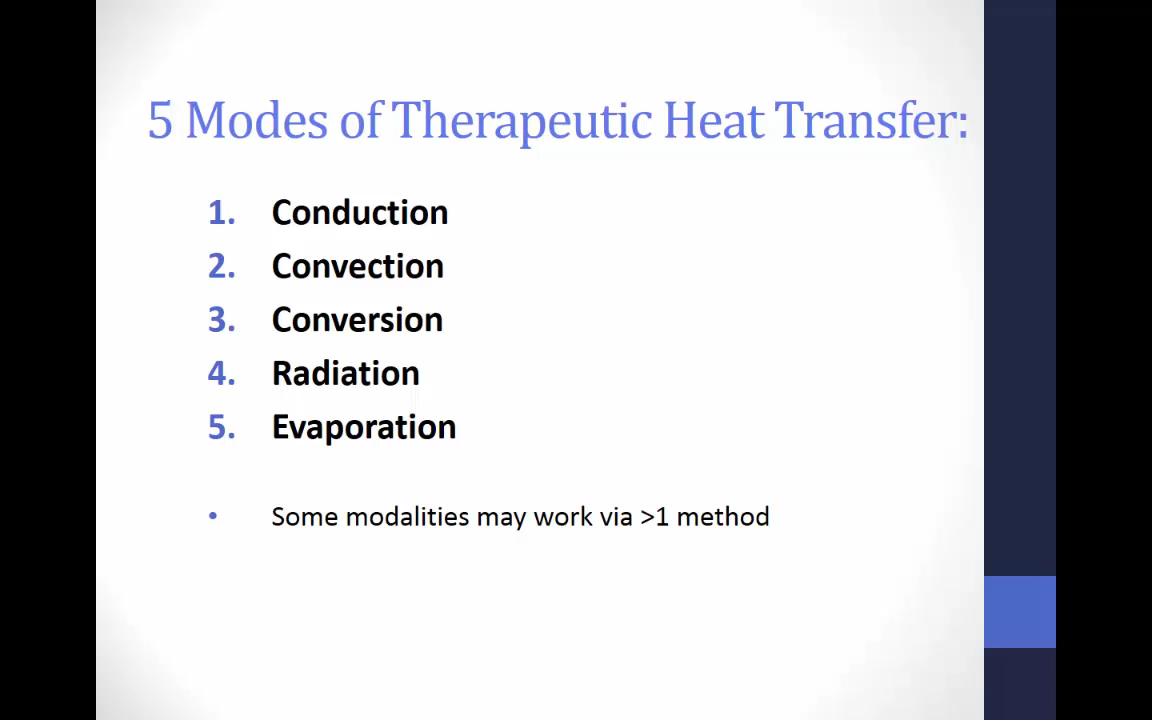 5 Modes of Therapeutic Heat Transfer:
1. Conduction
2. Convection
3. Conversion
4. Radiation
5. Evaporation
• Some modalities may work via >1 method